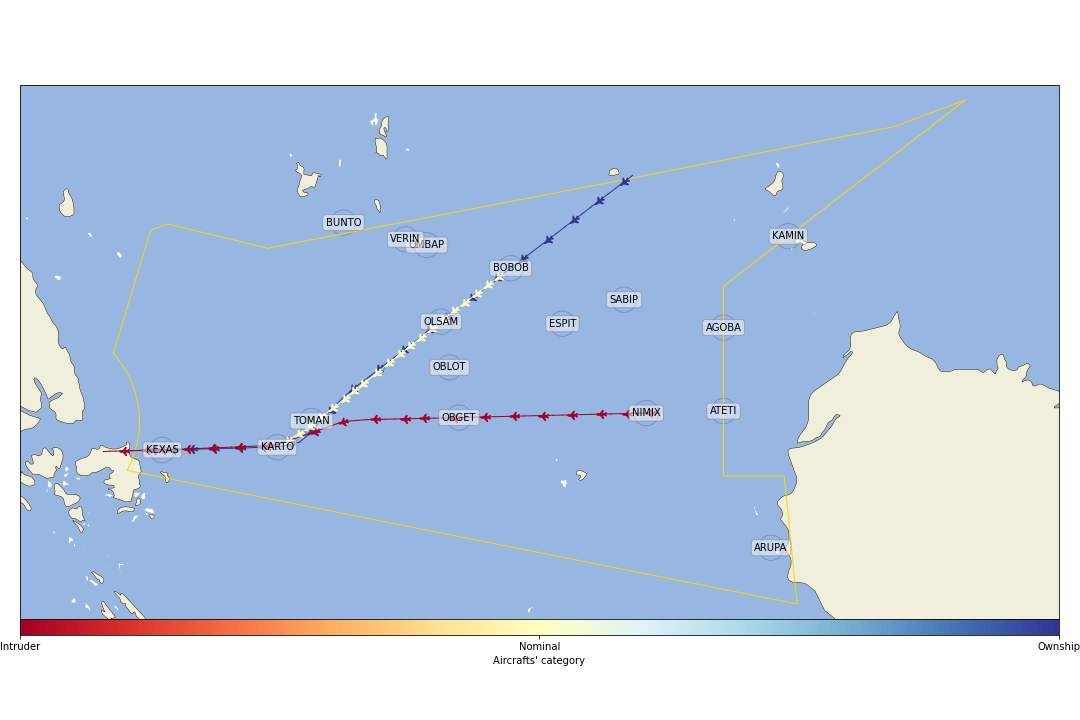 BUNTO
VERIN
KAMIN
BOBOB
SABIP
OLSAM
ESPIT
AGOBA
OBLOT
TOMAN
OBGET
NIMIX
ATETI
KEXAS
KARTO
ARUPA
Intruder
Nominal
Ownship
Aircrafts' category